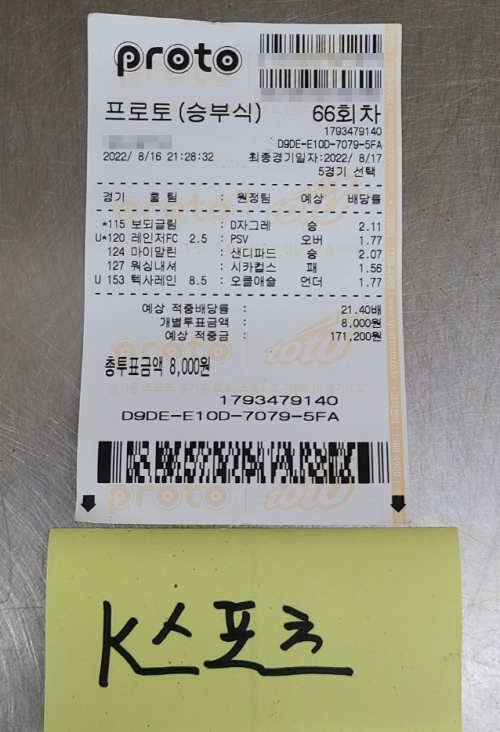 proto
프로토(승부식) 66회차
1793479140
D9DE-E10D-7079-5FA
2022/ 8/16 21:28:32 최종경기일자:2022/ 8/17
5경기 선택
경기 홈 팀 : 원정팀 예상 배당률
*115 보되글림 : D자그레 승 2.11
U*120 레인저FC 2.5 : PSV 오버 1.77
124 마이말린 : 샌디파드 승 2.07
127 워싱내셔 : 시카컵스 패 1.56
U 153 텍사레인 8.5 : 오클애슬 언더 1.77
예상 적중배당률 : 21.40배
개별투표금액 : 8,000원
예상 적중금 : 171,200원
총투표금액 8,000원
1793479140
D9DE-E10D-7079-5FA
K스포츠